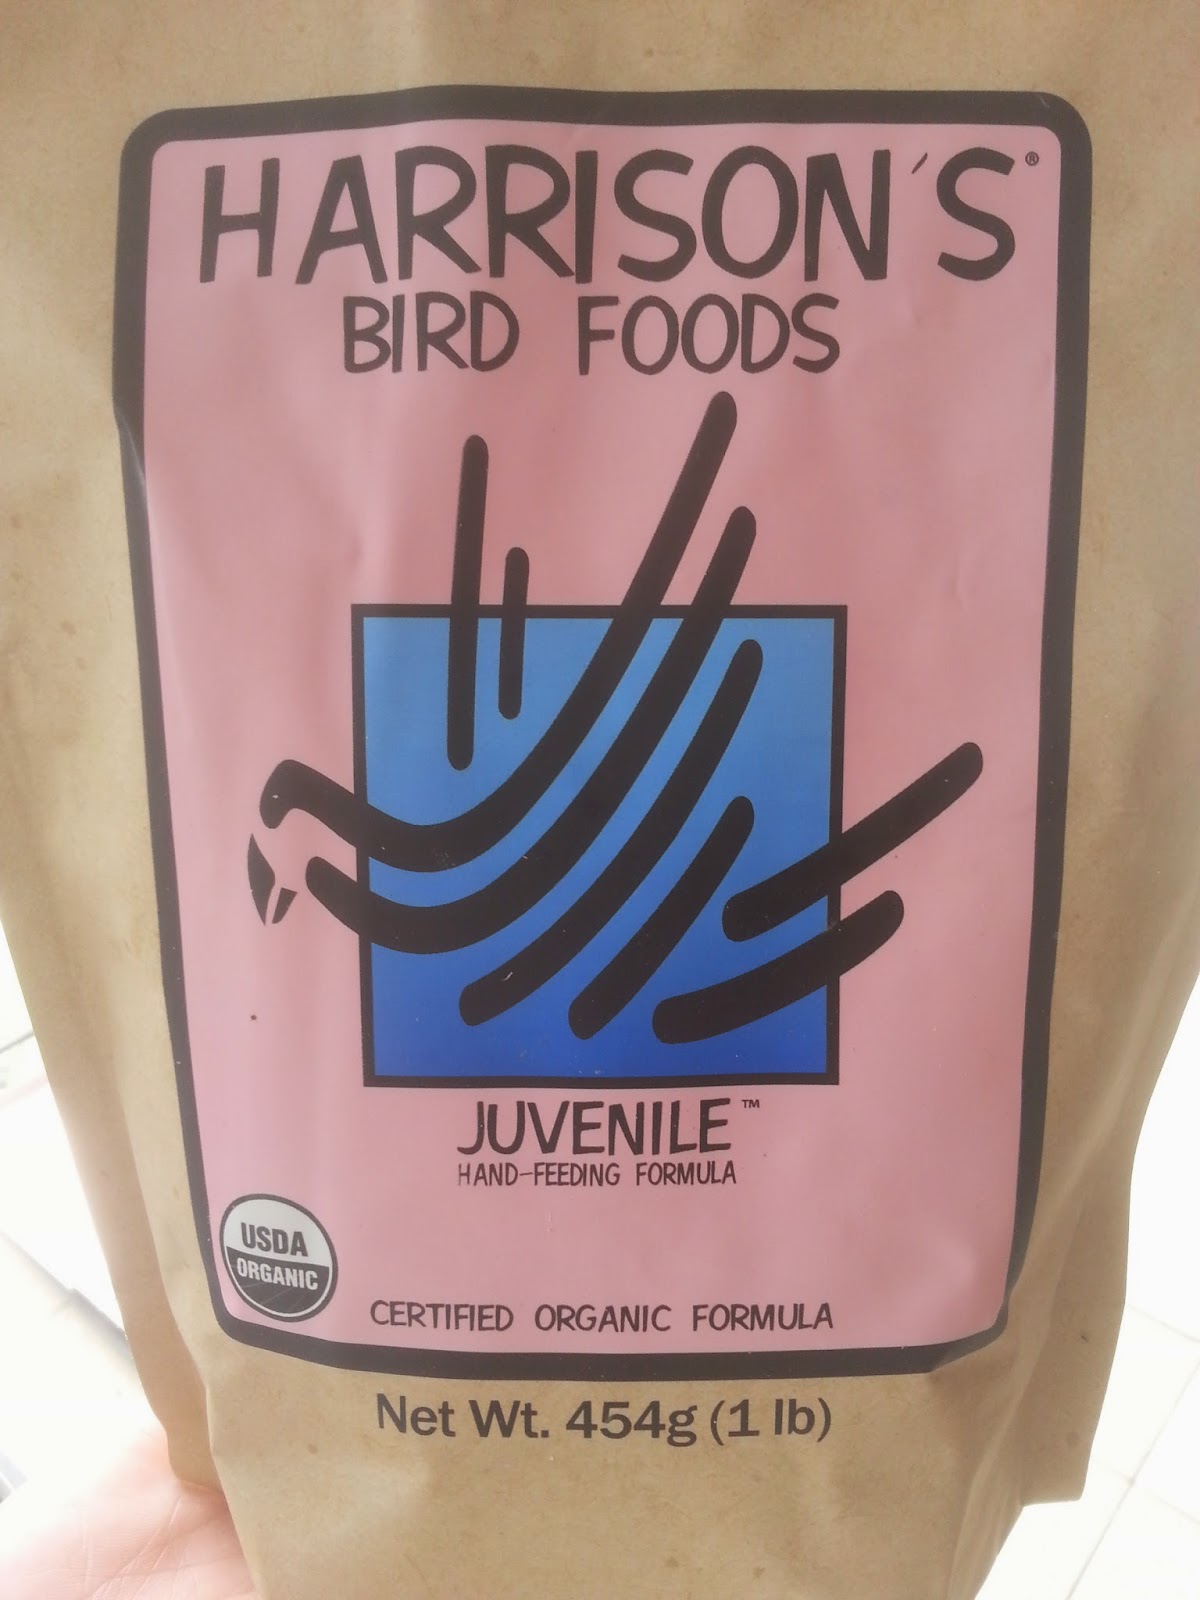 HARRISON'S®
BIRD FOODS
JUVENILE™
HAND-FEEDING FORMULA
USDA
ORGANIC
CERTIFIED ORGANIC FORMULA
Net Wt. 454g (1 lb)